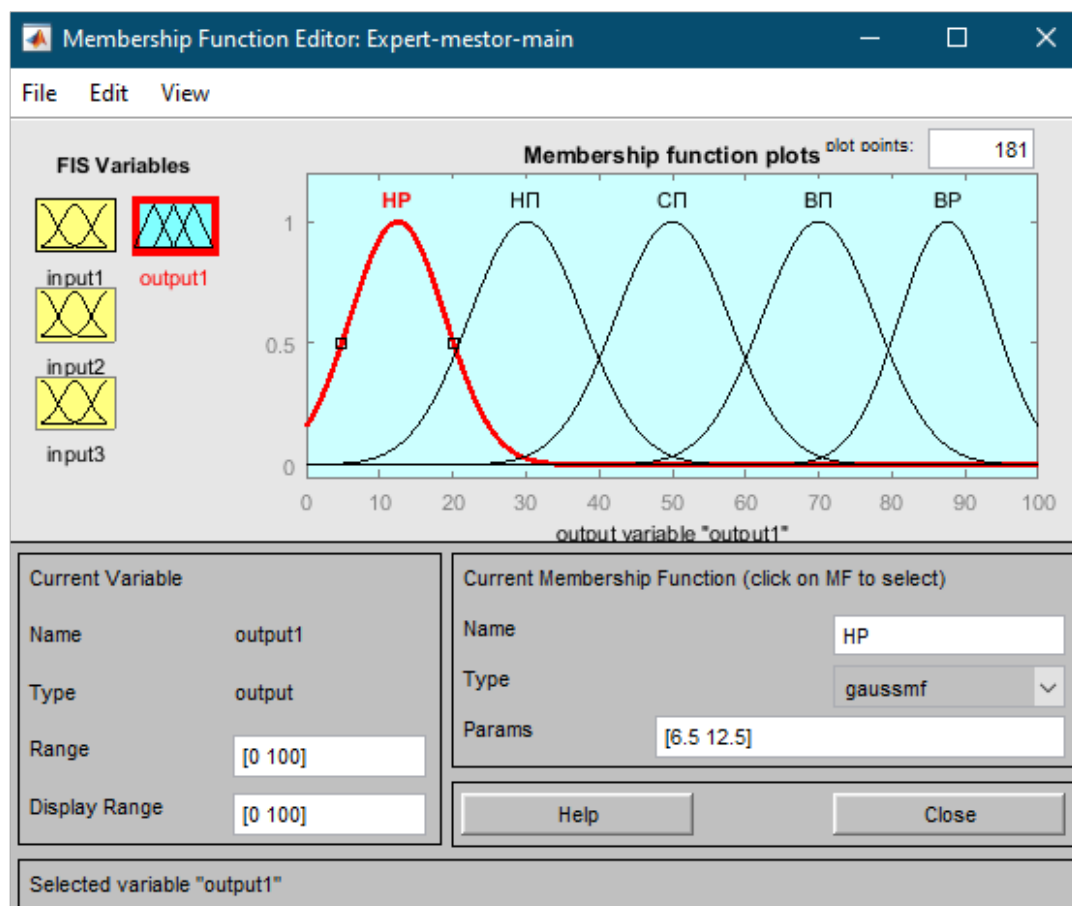 Membership Function Editor: Expert-mestor-main
File Edit View
FIS Variables
input1
output1
input2
input3
Membership function plots
plot points:
181
НР НП СП ВП ВР
1
0.5
0
0 10 20 30 40 50 60 70 80 90 100
output variable "output1"
Current Variable
Name output1
Type output
Range [0 100]
Display Range [0 100]
Current Membership Function (click on MF to select)
Name НР
Type gaussmf
Params [6.5 12.5]
Help Close
Selected variable "output1"